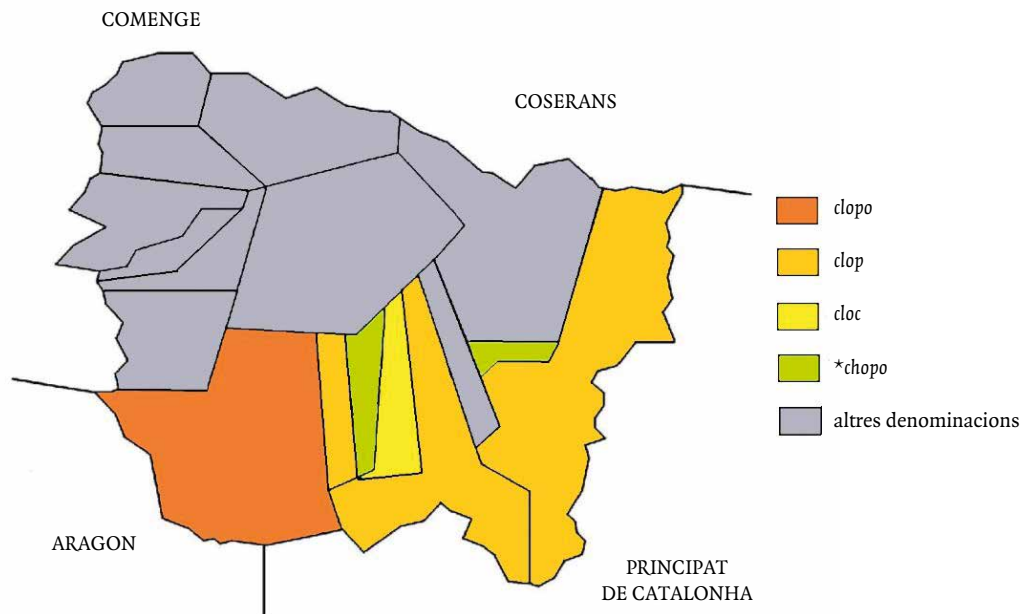 COMENGE
COSERANS
clopo
clop
cloc
*chopo
altres denominacions
ARAGON
PRINCIPAT
DE CATALONHA